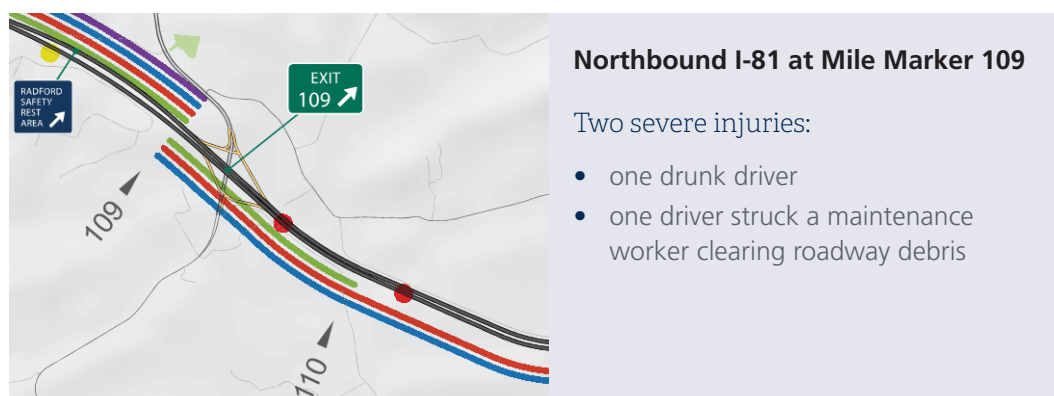 RADFORD
SAFETY
REST
AREA
EXIT
109
109
110
Northbound I-81 at Mile Marker 109
Two severe injuries:
• one drunk driver
• one driver struck a maintenance
worker clearing roadway debris